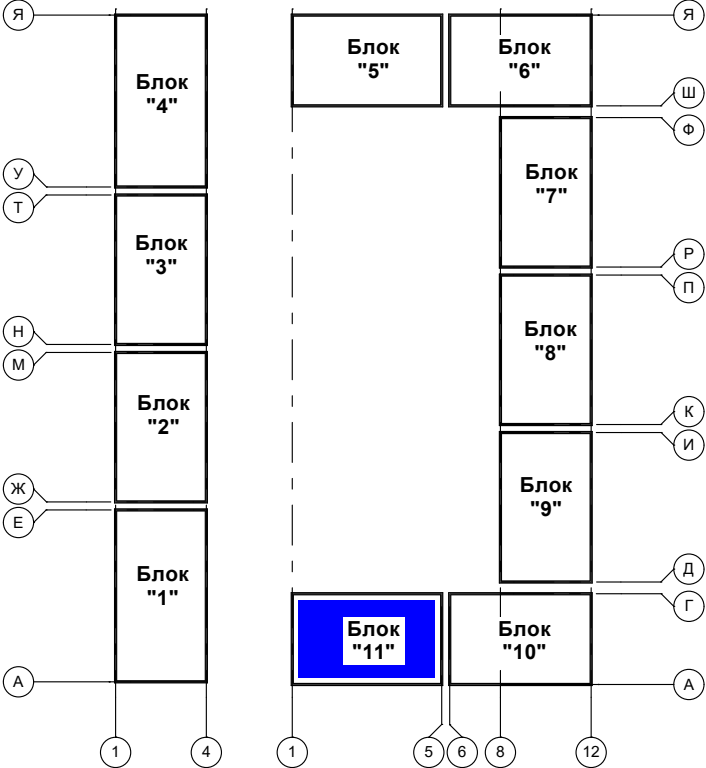 Я
Я
Блок
"4"
Блок
"5"
Блок
"6"
Ш
Ф
У
Т
Блок
"7"
Блок
"3"
Р
П
Н
М
Блок
"8"
Блок
"2"
К
И
Ж
Е
Блок
"9"
Блок
"1"
Д
Г
Блок
"11"
Блок
"10"
А
А
1
4
1
5
6
8
12